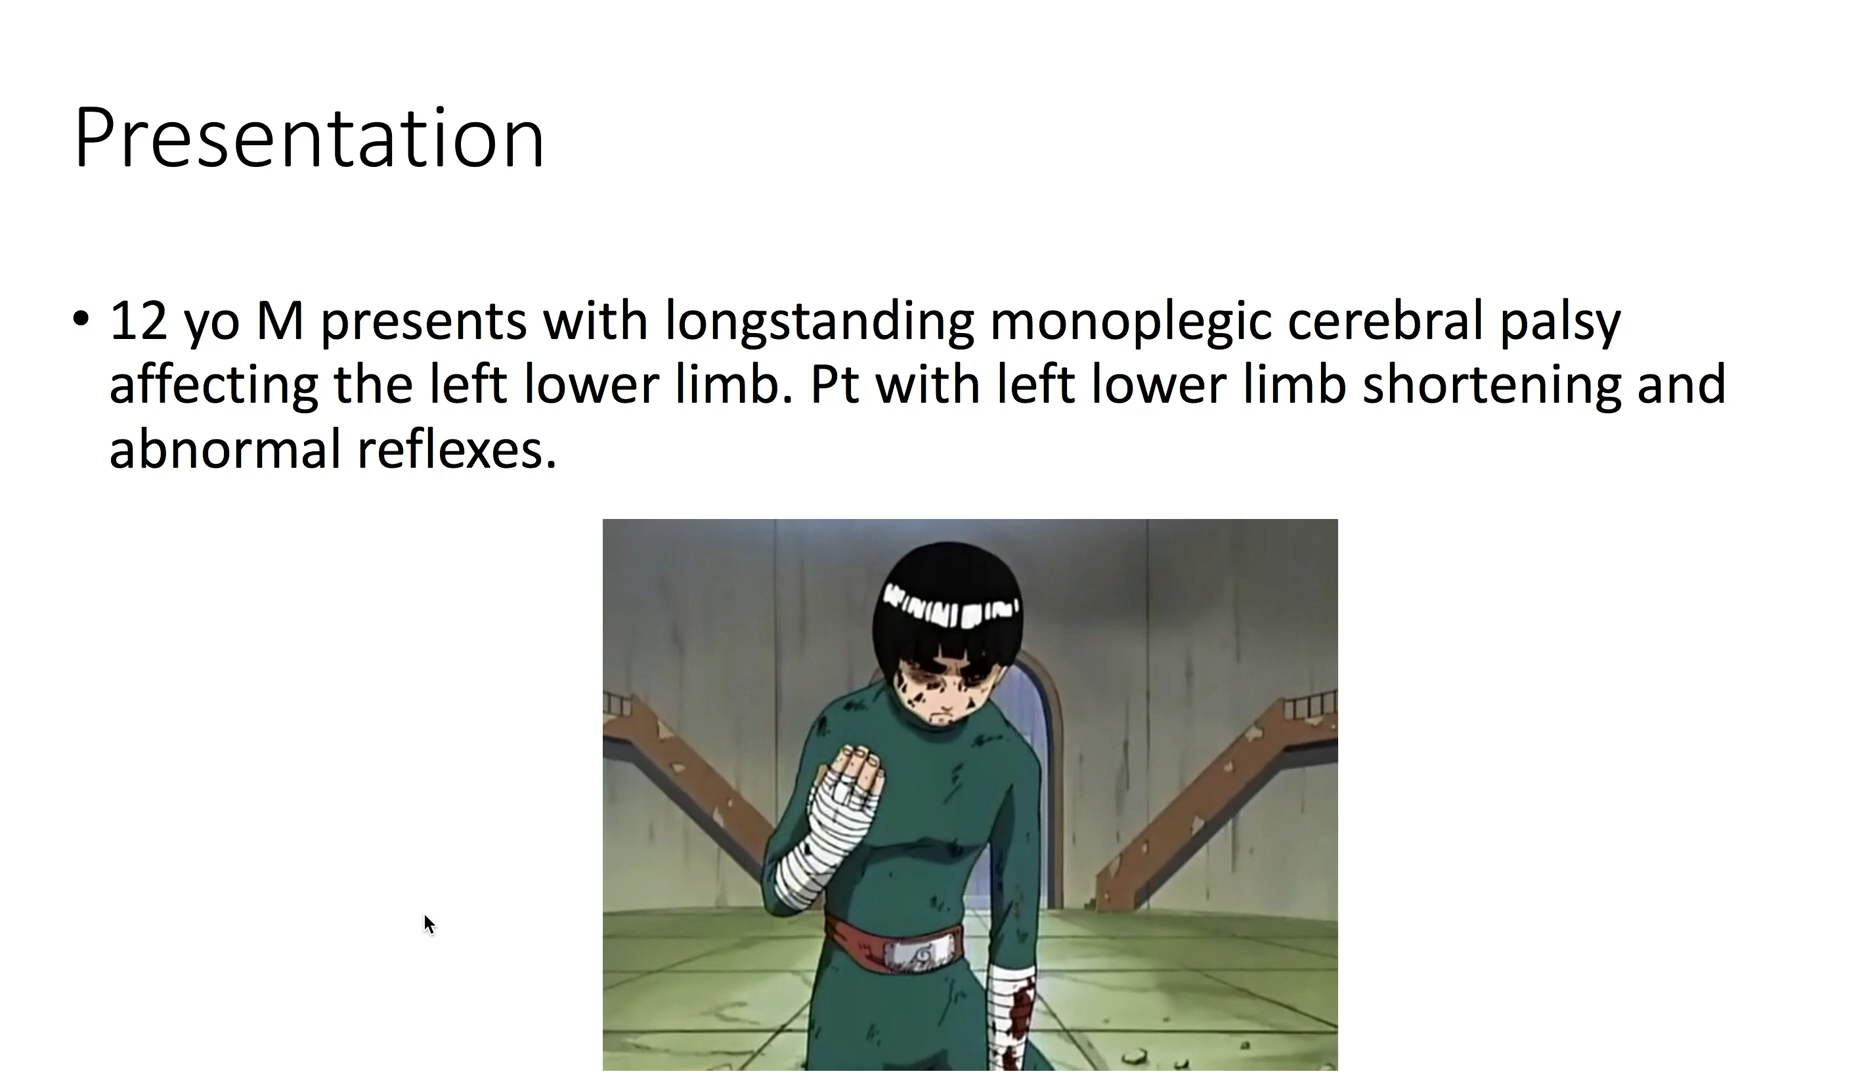 Presentation
• 12 yo M presents with longstanding monoplegic cerebral palsy
affecting the left lower limb. Pt with left lower limb shortening and
abnormal reflexes.